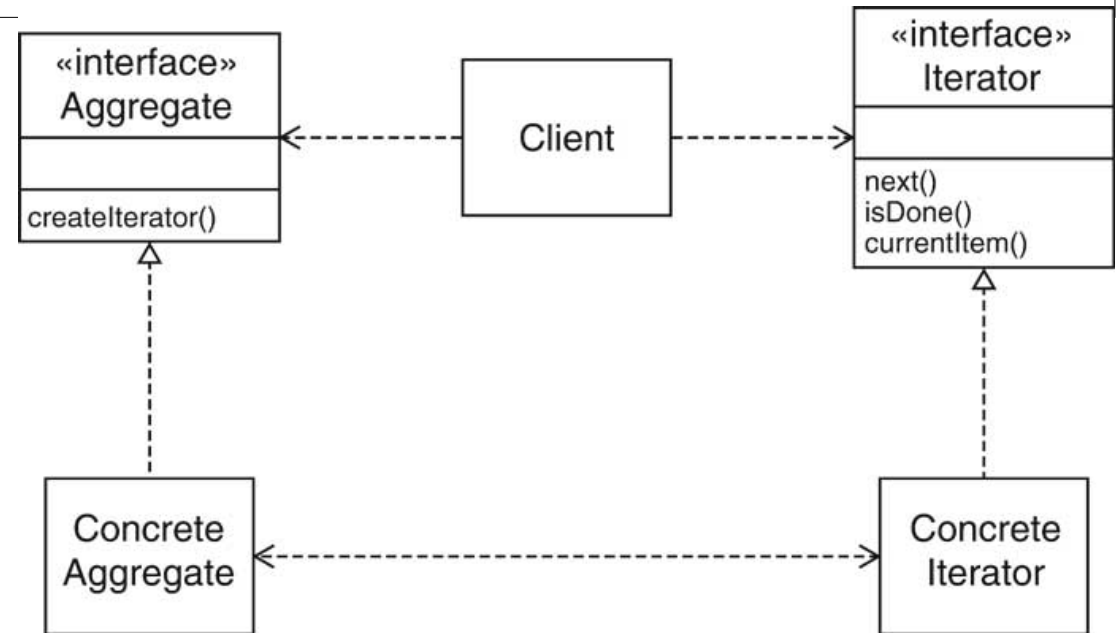 «interface»
Aggregate
createIterator()
Client
«interface»
Iterator
next()
isDone()
currentItem()
Concrete
Aggregate
Concrete
Iterator